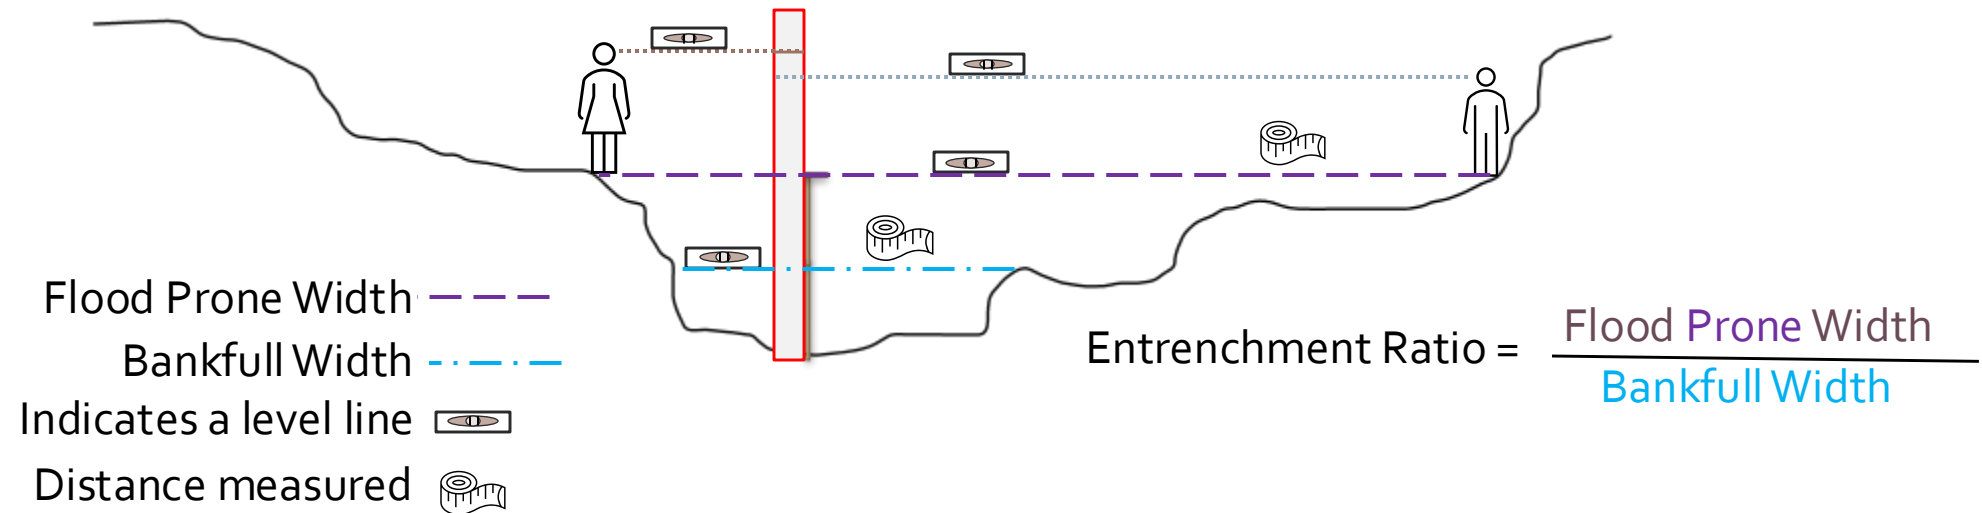 Flood Prone Width
Bankfull Width
Indicates a level line
Distance measured
Entrenchment Ratio =
Flood Prone Width
Bankfull Width